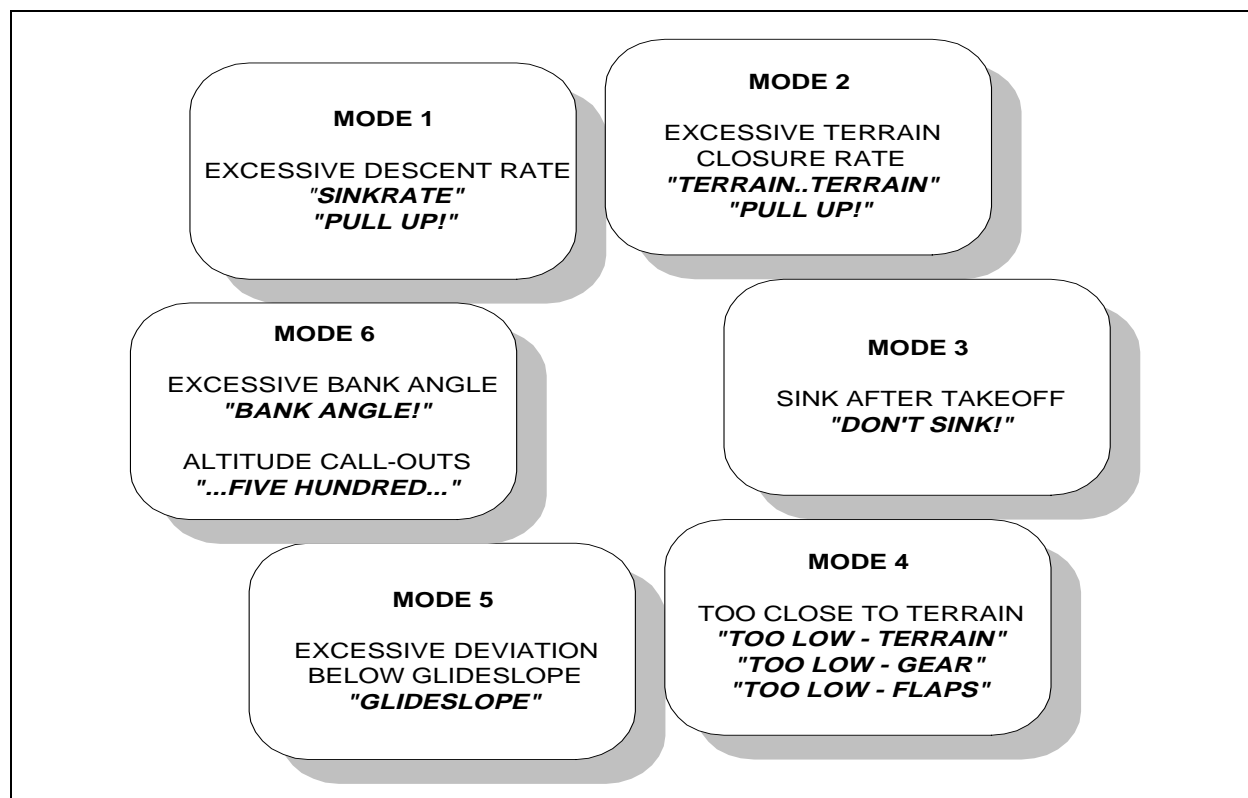 MODE 1
EXCESSIVE DESCENT RATE
"SINKRATE"
"PULL UP!"
MODE 2
EXCESSIVE TERRAIN
CLOSURE RATE
"TERRAIN..TERRAIN"
"PULL UP!"
MODE 3
SINK AFTER TAKEOFF
"DON'T SINK!"
MODE 4
TOO CLOSE TO TERRAIN
"TOO LOW - TERRAIN"
"TOO LOW - GEAR"
"TOO LOW - FLAPS"
MODE 5
EXCESSIVE DEVIATION
BELOW GLIDESLOPE
"GLIDESLOPE"
MODE 6
EXCESSIVE BANK ANGLE
"BANK ANGLE!"
ALTITUDE CALL-OUTS
"...FIVE HUNDRED..."